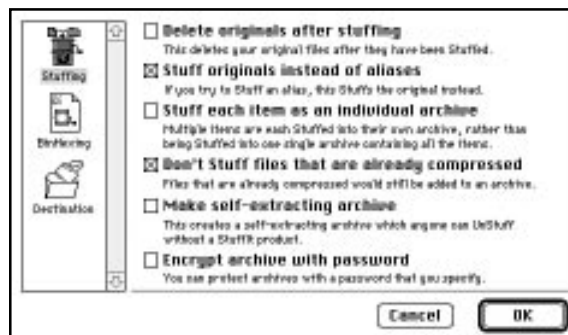 Stuffing
BinHexing
Destination
Delete originals after stuffing
This deletes your original files after they have been Stuffed.
Stuff originals instead of aliases
If you try to Stuff an alias, this Stuffs the original instead.
Stuff each item as an individual archive
Multiple items are each Stuffed into their own archive, rather than
being Stuffed into one single archive containing all the items.
Don't Stuff files that are already compressed
Files that are already compressed would still be added to an archive.
Make self-extracting archive
This creates a self-extracting archive which anyone can UnStuff
without a StuffIt product.
Encrypt archive with password
You can protect archives with a password that you specify.
Cancel
OK